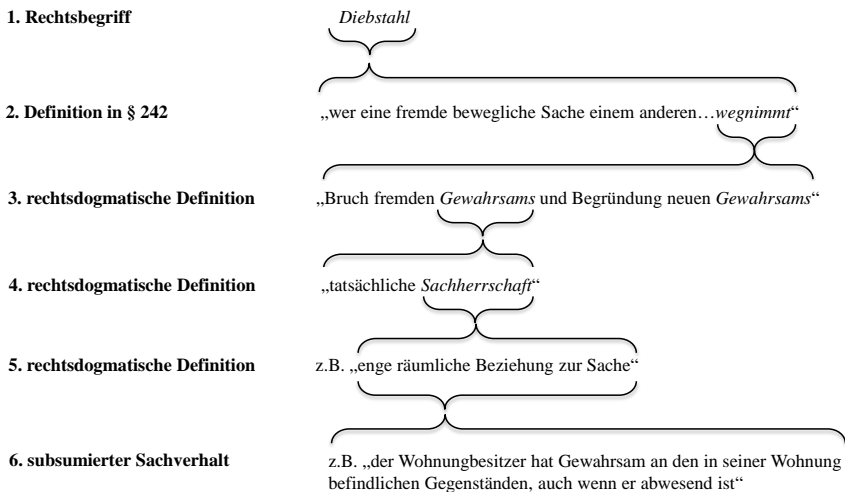 1. Rechtsbegriff Diebstahl
2. Definition in § 242 „wer eine fremde bewegliche Sache einem anderen…wegnimmt“
3. rechtsdogmatische Definition „Bruch fremden Gewahrsams und Begründung neuen Gewahrsams“
4. rechtsdogmatische Definition „tatsächliche Sachherrschaft“
5. rechtsdogmatische Definition z.B. „enge räumliche Beziehung zur Sache“
6. subsumierter Sachverhalt z.B. „der Wohnungbesitzer hat Gewahrsam an den in seiner Wohnung
befindlichen Gegenständen, auch wenn er abwesend ist“